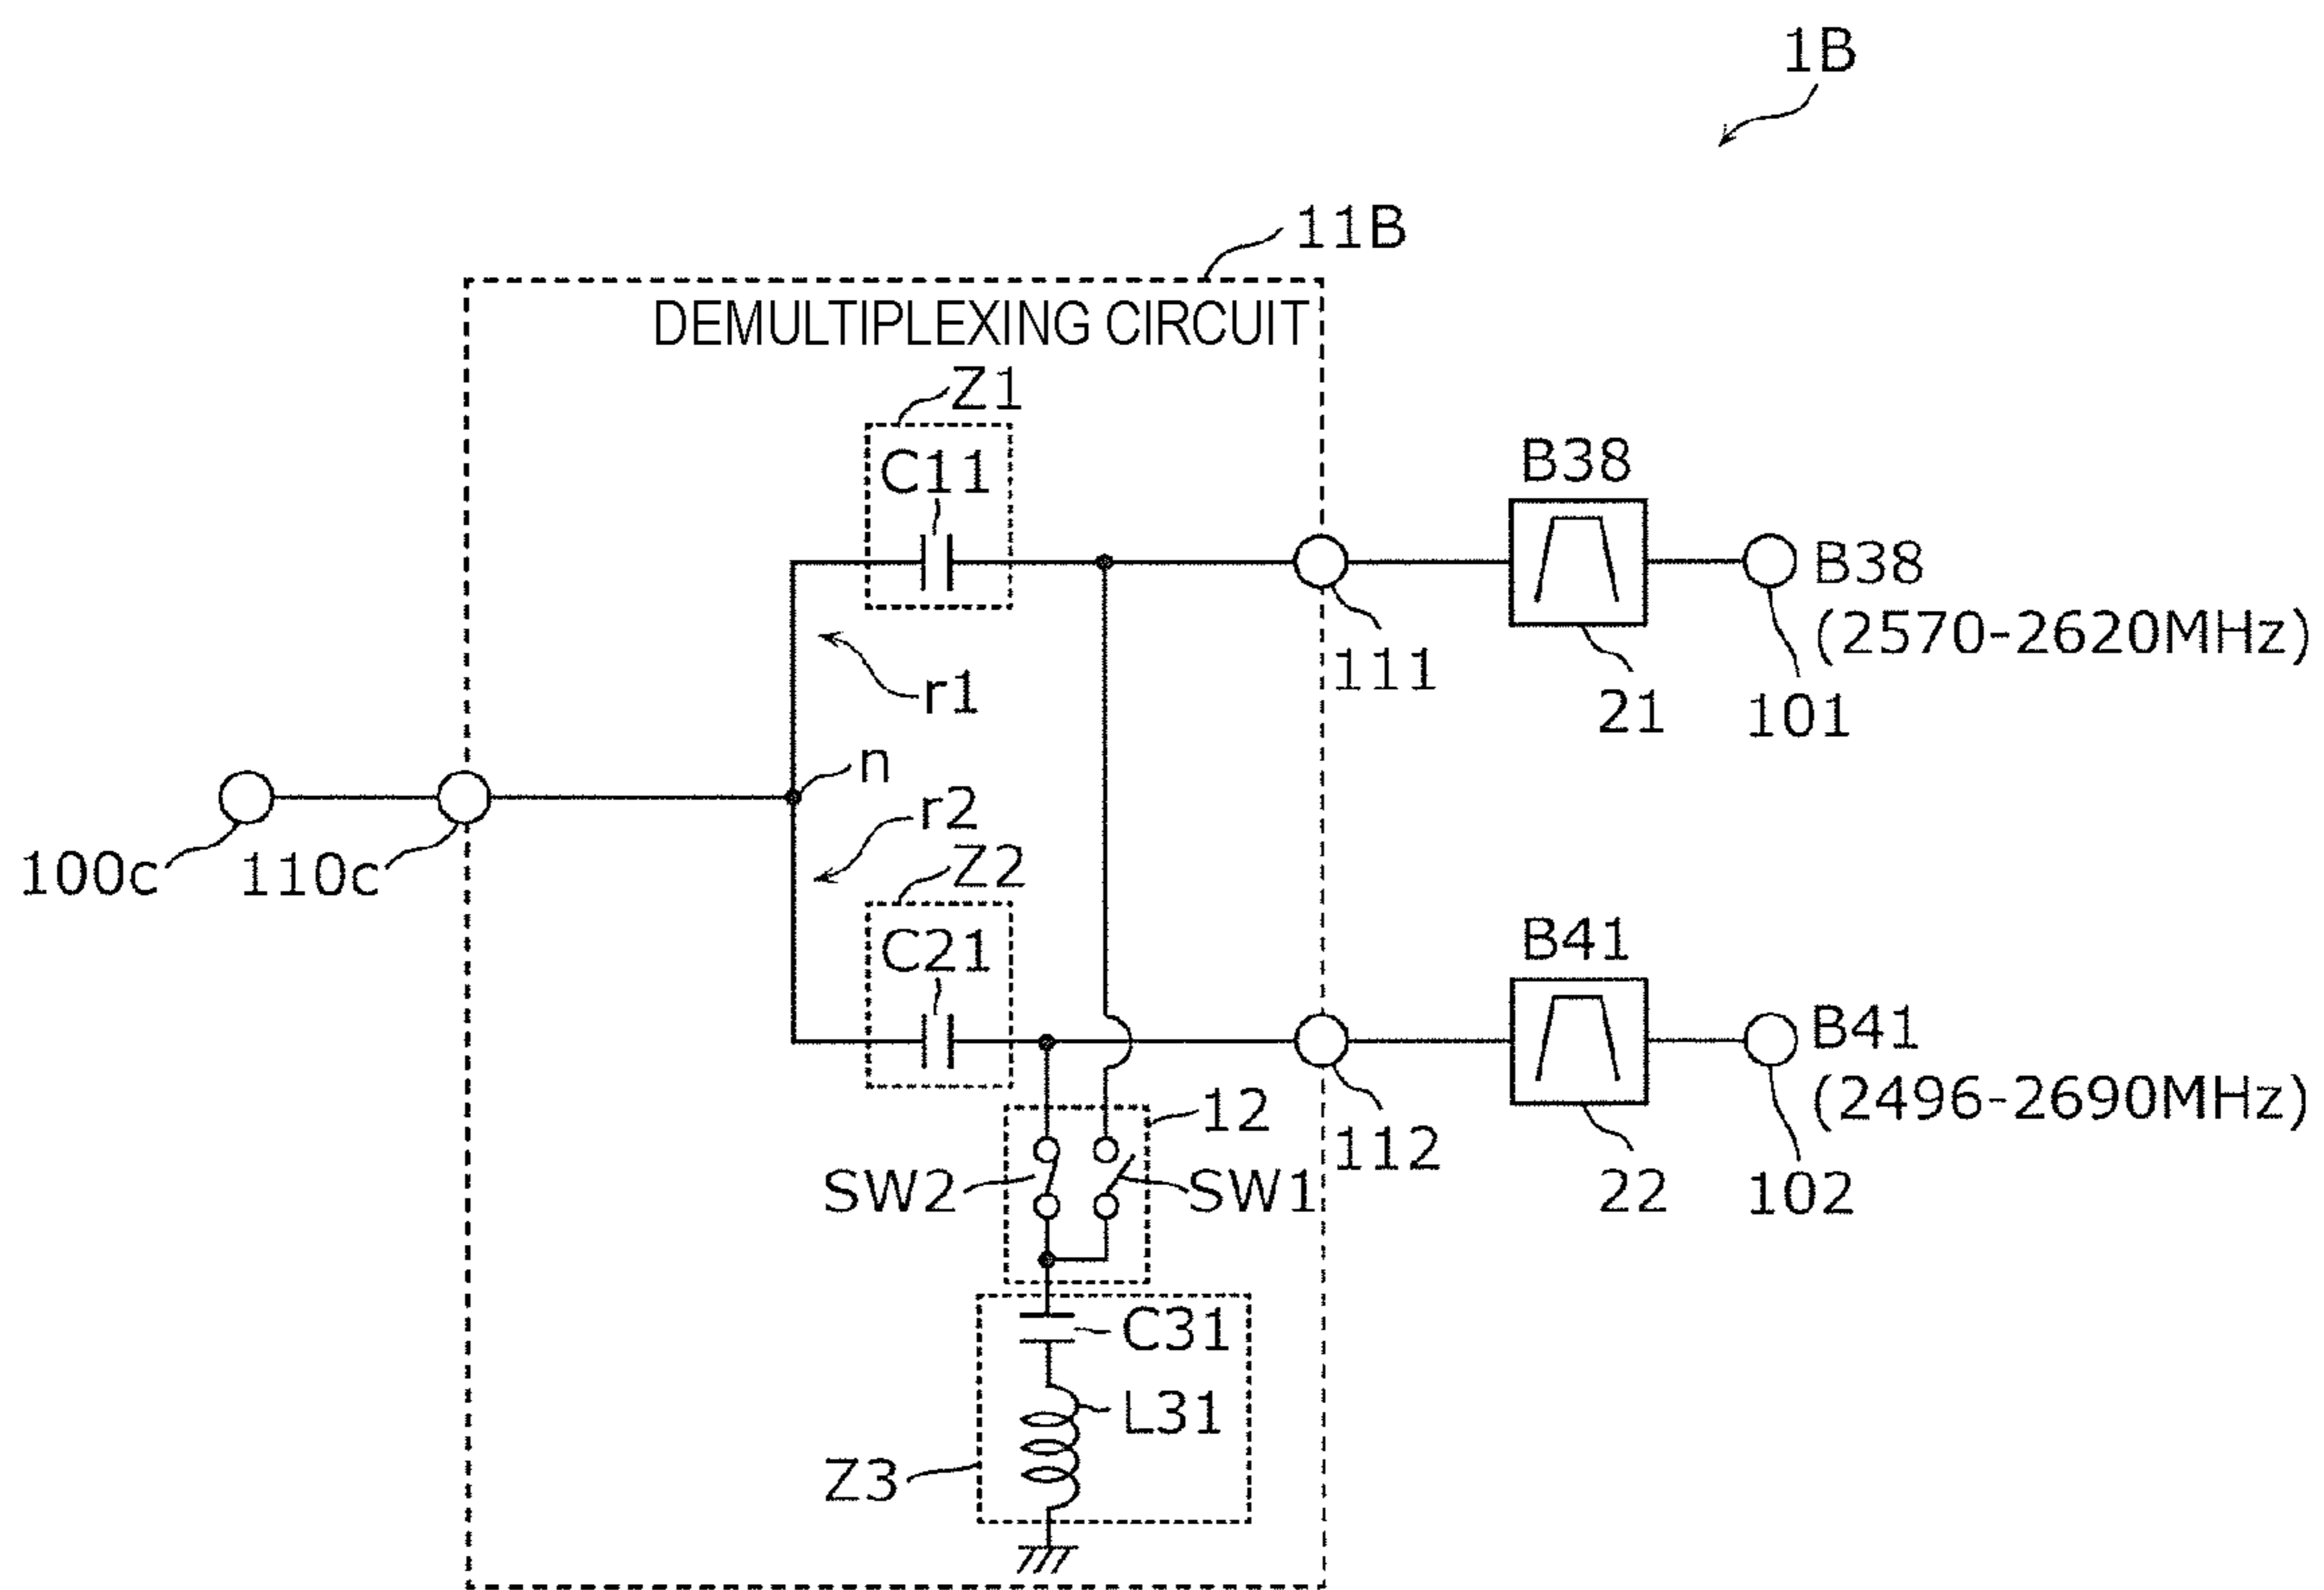 1B
11B
DEMULTIPLEXING CIRCUIT
Z1
C11
B38
B38
(2570-2620MHz)
111
r1
21
101
n
r2
100c
110c
Z2
C21
B41
B41
(2496-2690MHz)
12
112
SW2
SW1
22
102
C31
L31
Z3